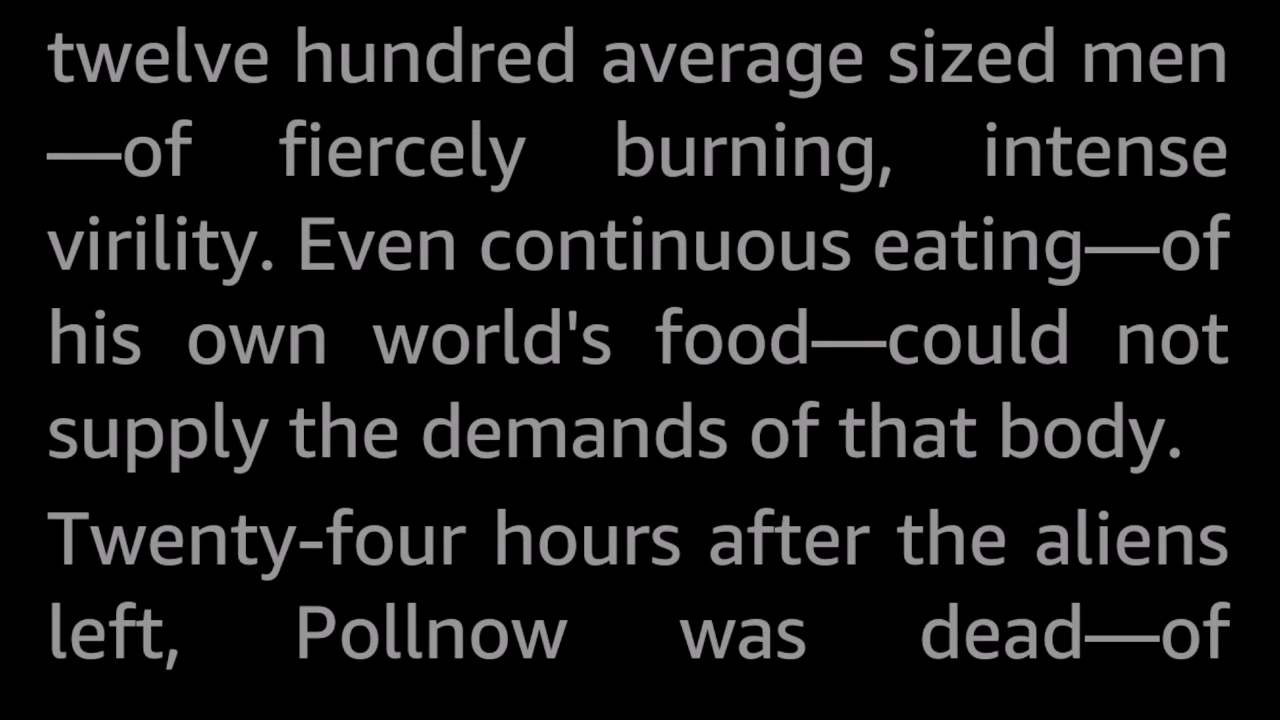 twelve hundred average sized men
—of fiercely burning, intense
virility. Even continuous eating—of
his own world's food—could not
supply the demands of that body.
Twenty-four hours after the aliens
left, Pollnow was dead—of